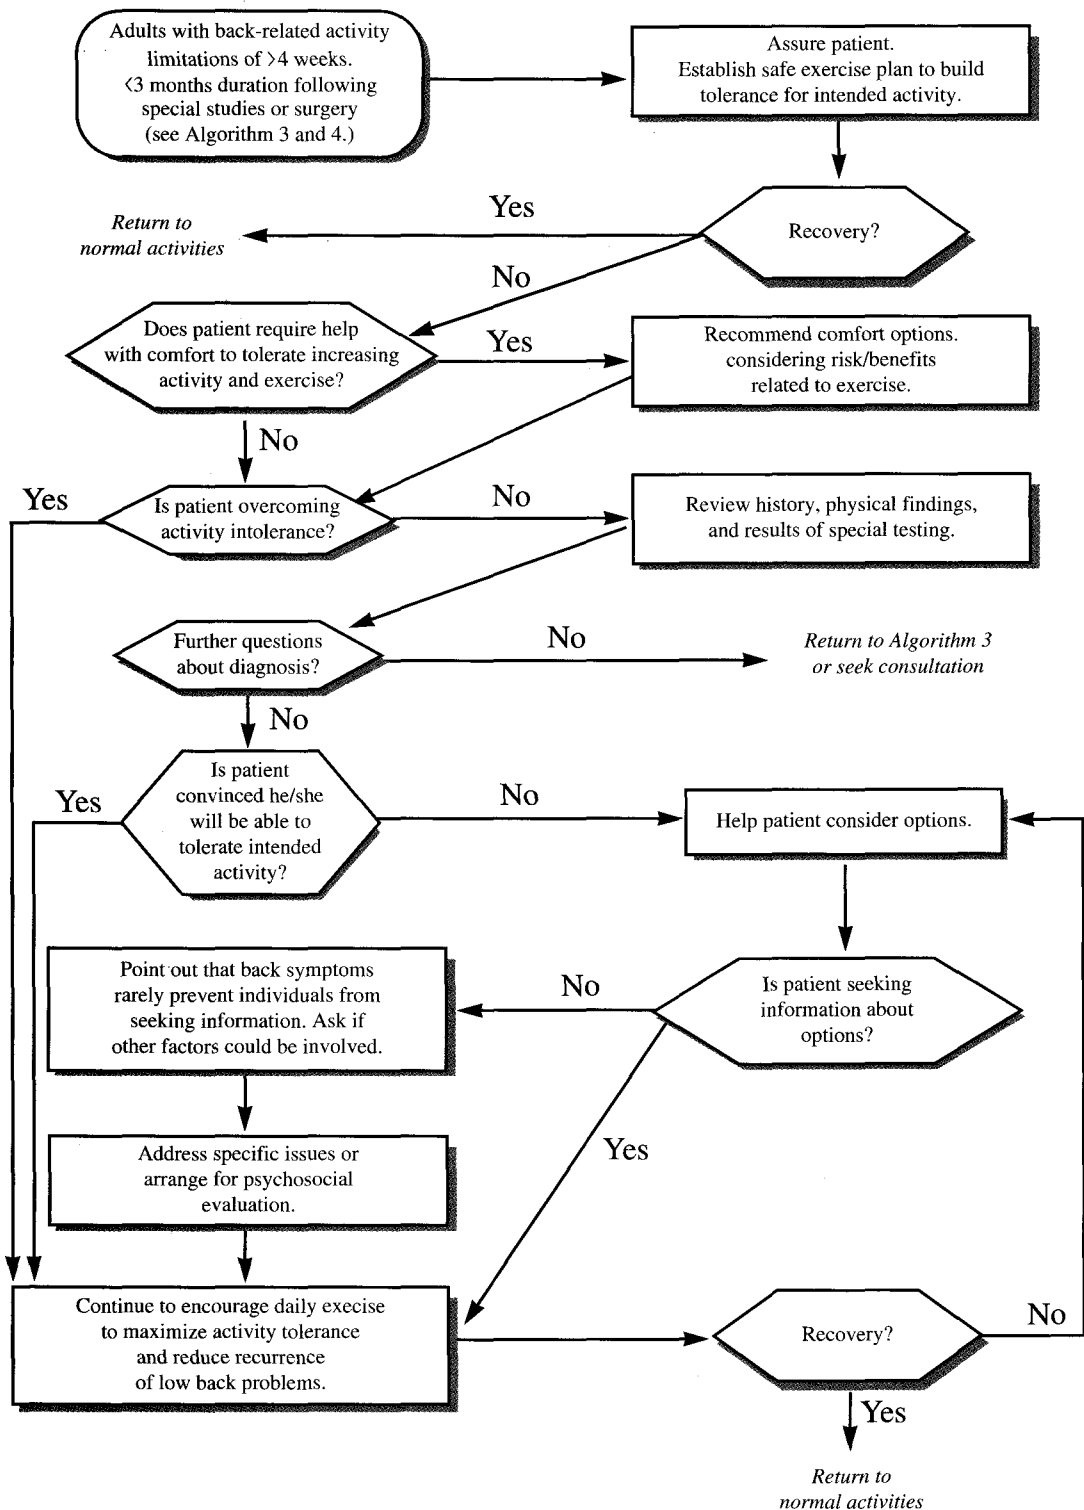 Adults with back-related activity
limitations of >4 weeks.
<3 months duration following
special studies or surgery
(see Algorithm 3 and 4.)
Assure patient.
Establish safe exercise plan to build
tolerance for intended activity.
Recovery?
Yes
Return to
normal activities
No
Does patient require help
with comfort to tolerate increasing
activity and exercise?
Yes
Recommend comfort options.
considering risk/benefits
related to exercise.
No
Yes
Is patient overcoming
activity intolerance?
No
Review history, physical findings,
and results of special testing.
Further questions
about diagnosis?
No
Return to Algorithm 3
or seek consultation
No
Is patient
convinced he/she
will be able to
tolerate intended
activity?
Yes
No
Help patient consider options.
Is patient seeking
information about
options?
No
Point out that back symptoms
rarely prevent individuals from
seeking information. Ask if
other factors could be involved.
Yes
Address specific issues or
arrange for psychosocial
evaluation.
Continue to encourage daily execise
to maximize activity tolerance
and reduce recurrence
of low back problems.
Recovery?
No
Yes
Return to
normal activities